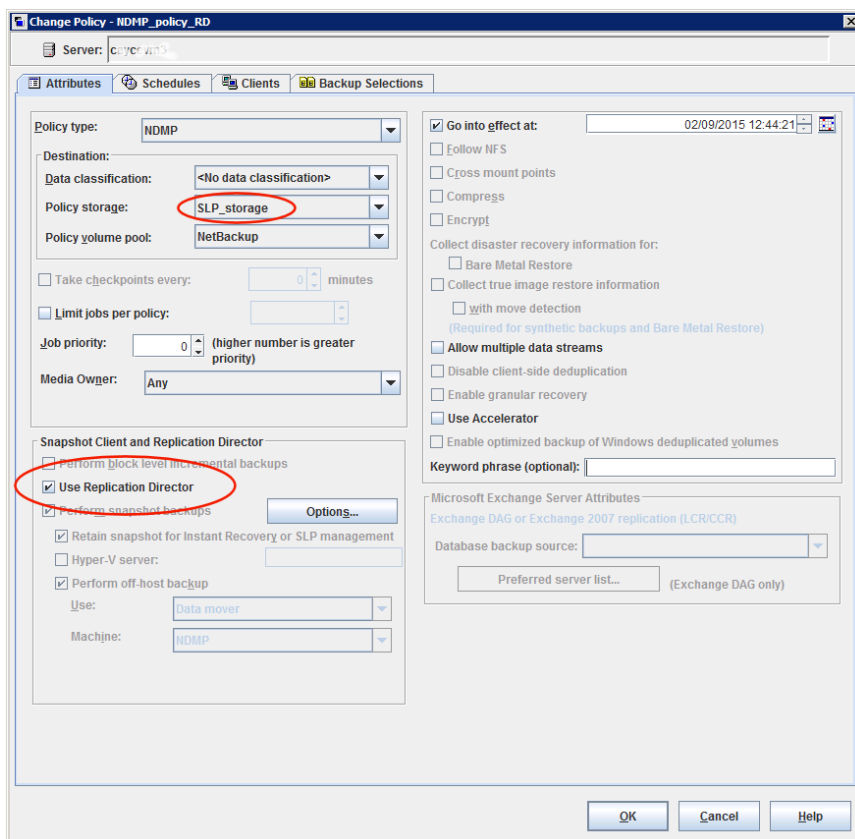 Change Policy - NDMP_policy_RD
Server:
Attributes
Schedules
Clients
Backup Selections
Policy type:
NDMP
Destination:
Data classification:
<No data classification>
Policy storage:
SLP_storage
Policy volume pool:
NetBackup
Take checkpoints every:
0
minutes
Limit jobs per policy:
Job priority:
0
(higher number is greater
priority)
Media Owner:
Any
Snapshot Client and Replication Director
Perform block level incremental backups
Use Replication Director
Perform snapshot backups
Options...
Retain snapshot for Instant Recovery or SLP management
Hyper-V server:
Perform off-host backup
Use:
Data mover
Machine:
NDMP
Go into effect at:
02/09/2015 12:44:21
Follow NFS
Cross mount points
Compress
Encrypt
Collect disaster recovery information for:
Bare Metal Restore
Collect true image restore information
with move detection
(Required for synthetic backups and Bare Metal Restore)
Allow multiple data streams
Disable client-side deduplication
Enable granular recovery
Use Accelerator
Enable optimized backup of Windows deduplicated volumes
Keyword phrase (optional):
Microsoft Exchange Server Attributes
Exchange DAG or Exchange 2007 replication (LCR/CCR)
Database backup source:
Preferred server list...
(Exchange DAG only)
OK
Cancel
Help